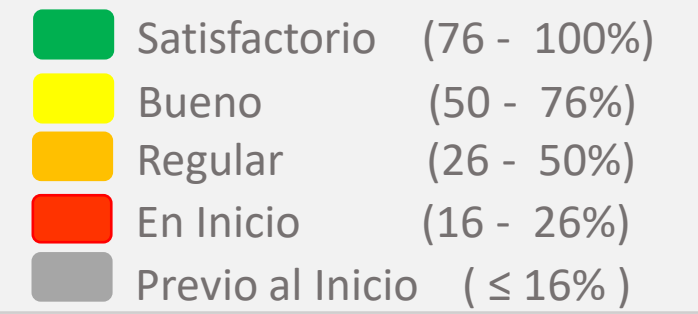 Satisfactorio (76 - 100%)
Bueno (50 - 76%)
Regular (26 - 50%)
En Inicio (16 - 26%)
Previo al Inicio ( ≤ 16% )